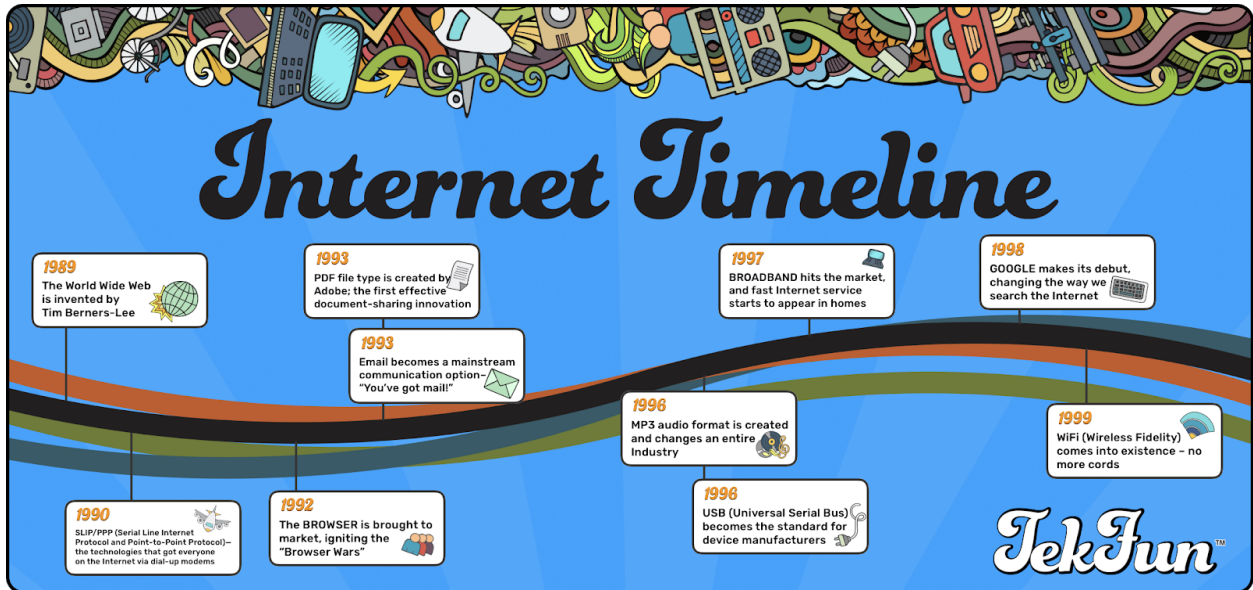 Internet Timeline
1989
The World Wide Web
is invented by
Tim Berners-Lee
1990
SLIP/PPP (Serial Line Internet
Protocol and Point-to-Point Protocol)—
the technologies that got everyone
on the Internet via dial-up modems
1992
The BROWSER is brought to
market, igniting the
"Browser Wars"
1993
PDF file type is created by
Adobe; the first effective
document-sharing innovation
1993
Email becomes a mainstream
communication option–
"You've got mail!"
1996
MP3 audio format is created
and changes an entire
Industry
1996
USB (Universal Serial Bus)
becomes the standard for
device manufacturers
1997
BROADBAND hits the market,
and fast Internet service
starts to appear in homes
1998
GOOGLE makes its debut,
changing the way we
search the Internet
1999
WiFi (Wireless Fidelity)
comes into existence – no
more cords
TekFun™